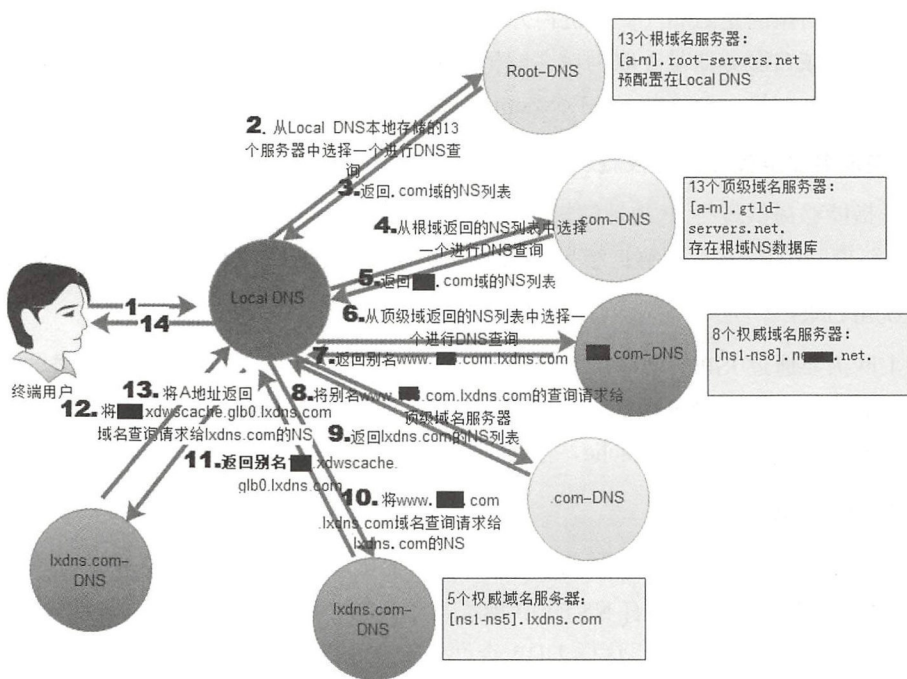 Root-DNS
13个根域名服务器：
[a-m].root-servers.net
预配置在Local DNS
2. 从Local DNS本地存储的13
个服务器中选择一个进行DNS查
询
3.返回.com域的NS列表
.com-DNS
13个顶级域名服务器：
[a-m].gtld-
servers.net.
存在根域NS数据库
4.从根域返回的NS列表中选择
一个进行DNS查询
5.返回.com域的NS列表
Local DNS
1
14
终端用户
6.从顶级域返回的NS列表中选择一
个进行DNS查询
7.返回别名www. .com.lxdns.com
.com-DNS
8个权威域名服务器：
[ns1-ns8].ne .net.
8.将别名www. .com.lxdns.com的查询请求给
顶级域名服务器
9.返回lxdns.com的NS列表
.com-DNS
13. 将A地址返回
12.将 .xdwscache.glb0.lxdns.com
域名查询请求给lxdns.com的NS
11.返回别名 .xdwscache.
glb0.lxdns.com
10.将www. .com
.lxdns.com域名查询请求给
lxdns.com的NS
lxdns.com-
DNS
lxdns.com-
DNS
5个权威域名服务器：
[ns1-ns5].lxdns.com